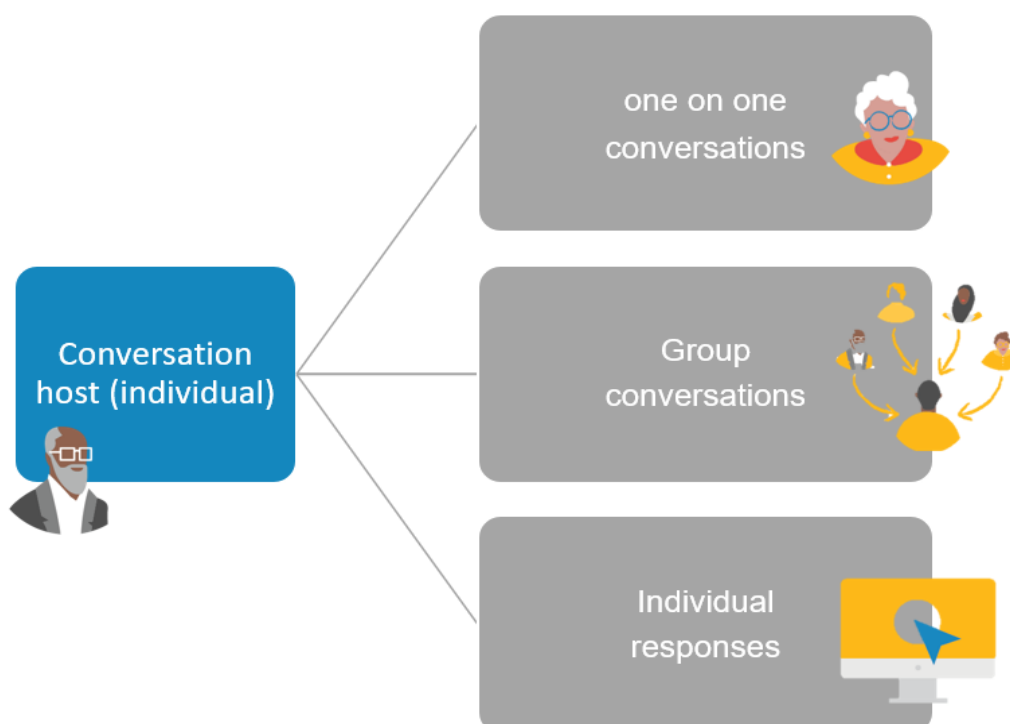 one on one
conversations
Conversation
host (individual)
Group
conversations
Individual
responses